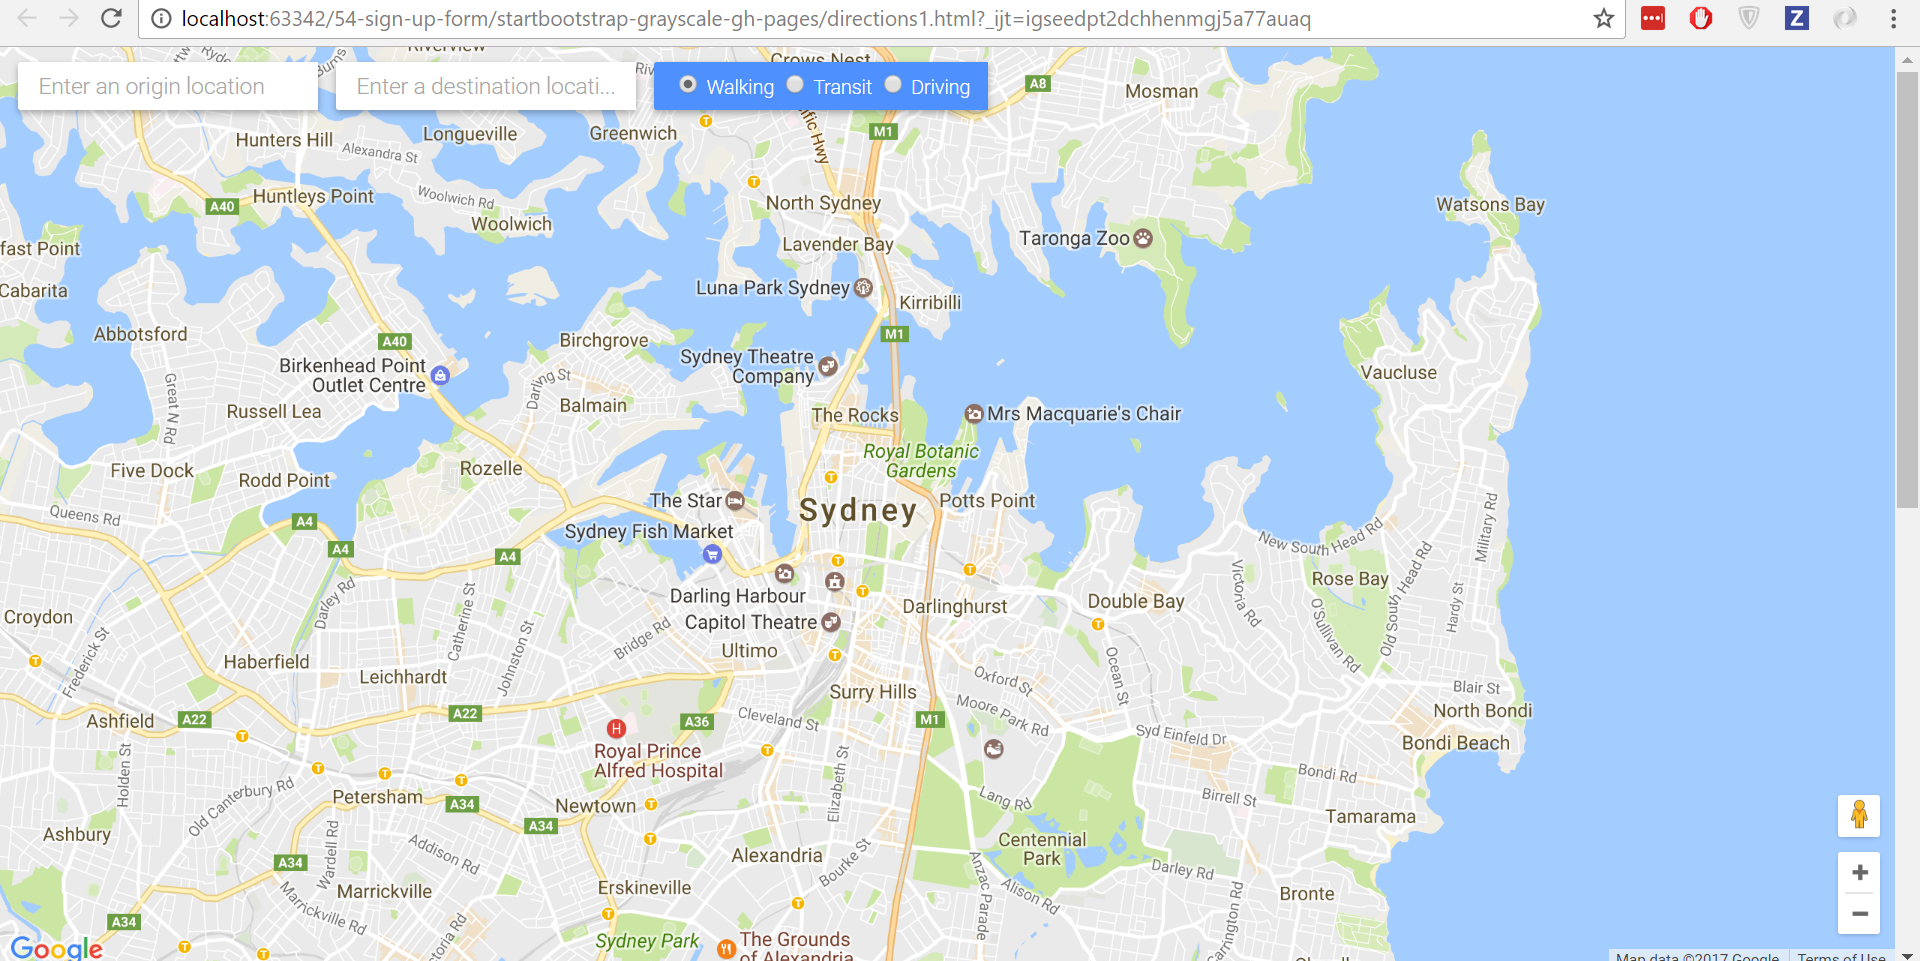 localhost:63342/54-sign-up-form/startbootstrap-grayscale-gh-pages/directions1.html?_ijt=igseedpt2dchhenmgj5a77auaq
Z
Riverview
Crows Nest
Enter an origin location
Enter a destination locati...
Walking
Transit
Driving
A8
Mosman
Hunters Hill
Longueville
Greenwich
M1
Alexandra St
Huntleys Point
A40
Woolwich Rd
Woolwich
North Sydney
Watsons Bay
Lavender Bay
Taronga Zoo
fast Point
Cabarita
Luna Park Sydney
Kirribilli
Abbotsford
A40
Birchgrove
M1
Birkenhead Point
Outlet Centre
Sydney Theatre
Company
Vaucluse
Great N Rd
Darling St
Russell Lea
Balmain
The Rocks
Mrs Macquarie's Chair
Royal Botanic
Gardens
Five Dock
Rodd Point
Rozelle
The Star
Sydney
Potts Point
Queens Rd
A4
A4
A4
Sydney Fish Market
New South Head Rd
Military Rd
Old South Head Rd
Rose Bay
Victoria Rd
O'Sullivan Rd
Hardy St
Darley Rd
Catherine St
Darling Harbour
Darlinghurst
Double Bay
Croydon
Capitol Theatre
Bridge Rd
Johnston St
Ultimo
Frederick St
Haberfield
Leichhardt
Ocean St
Oxford St
Surry Hills
Blair St
Moore Park Rd
North Bondi
Ashfield
A22
A22
A36
Cleveland St
M1
Syd Einfeld Dr
Bondi Beach
H
Royal Prince
Alfred Hospital
Holden St
Elizabeth St
Bondi Rd
Old Canterbury Rd
Petersham
A34
Newtown
Lang Rd
Birrell St
Tamarama
Ashbury
A34
Wardell Rd
Addison Rd
Centennial
Park
Alexandria
Bourke St
A34
Darley Rd
Anzac Parade
Alison Rd
Marrickville
Erskineville
Bronte
Marrickville Rd
Victoria Rd
Carrington Rd
A34
Sydney Park
The Grounds
of Alexandria
Google
Map data ©2017 Google
Terms of Use